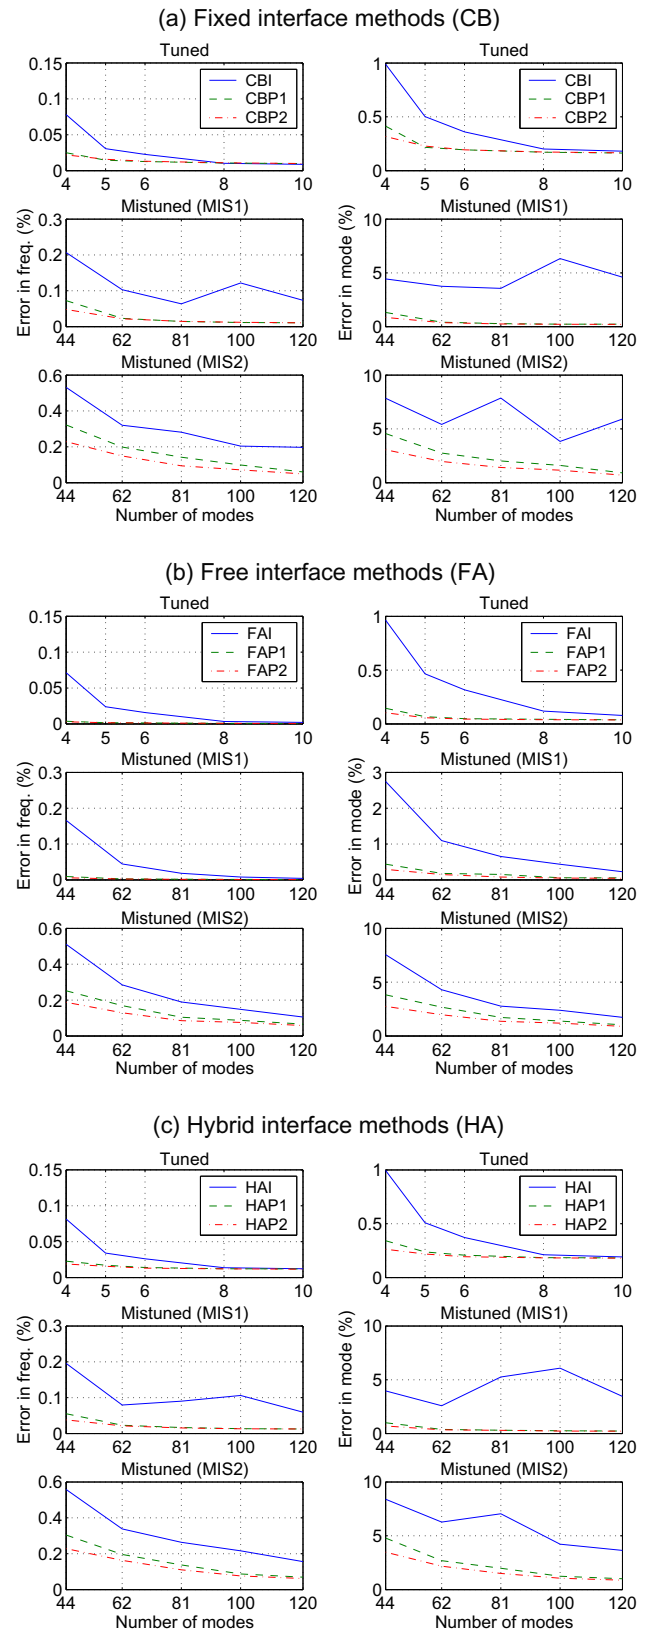 (a) Fixed interface methods (CB)
Tuned Tuned
0.15 0.1 0.05 0
CBI
CBP1
CBP2
4 5 6 8 10
1 0.5 0
CBI
CBP1
CBP2
4 5 6 8 10
Mistuned (MIS1) Mistuned (MIS1)
Error in freq. (%)
0.3 0.2 0.1 0
44 62 81 100 120
Error in mode (%)
10 5 0
44 62 81 100 120
Mistuned (MIS2) Mistuned (MIS2)
0.6 0.4 0.2 0
44 62 81 100 120
10 5 0
44 62 81 100 120
Number of modes Number of modes
(b) Free interface methods (FA)
Tuned Tuned
0.15 0.1 0.05 0
FAI
FAP1
FAP2
4 5 6 8 10
1 0.5 0
FAI
FAP1
FAP2
4 5 6 8 10
Mistuned (MIS1) Mistuned (MIS1)
Error in freq. (%)
0.3 0.2 0.1 0
44 62 81 100 120
Error in mode (%)
3 2 1 0
44 62 81 100 120
Mistuned (MIS2) Mistuned (MIS2)
0.6 0.4 0.2 0
44 62 81 100 120
10 5 0
44 62 81 100 120
Number of modes Number of modes
(c) Hybrid interface methods (HA)
Tuned Tuned
0.15 0.1 0.05 0
HAI
HAP1
HAP2
4 5 6 8 10
1 0.5 0
HAI
HAP1
HAP2
4 5 6 8 10
Mistuned (MIS1) Mistuned (MIS1)
Error in freq. (%)
0.3 0.2 0.1 0
44 62 81 100 120
Error in mode (%)
10 5 0
44 62 81 100 120
Mistuned (MIS2) Mistuned (MIS2)
0.6 0.4 0.2 0
44 62 81 100 120
10 5 0
44 62 81 100 120
Number of modes Number of modes